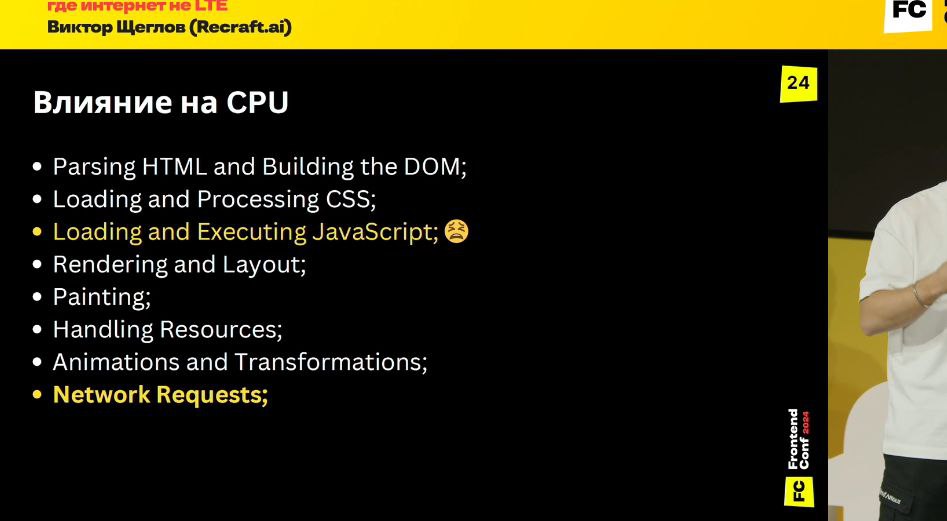 где интернет не LTE
Виктор Щеглов (Recraft.ai)
FC
24
Влияние на CPU
• Parsing HTML and Building the DOM;
• Loading and Processing CSS;
• Loading and Executing JavaScript; 😫
• Rendering and Layout;
• Painting;
• Handling Resources;
• Animations and Transformations;
• Network Requests;
Frontend
Conf 2024
FC